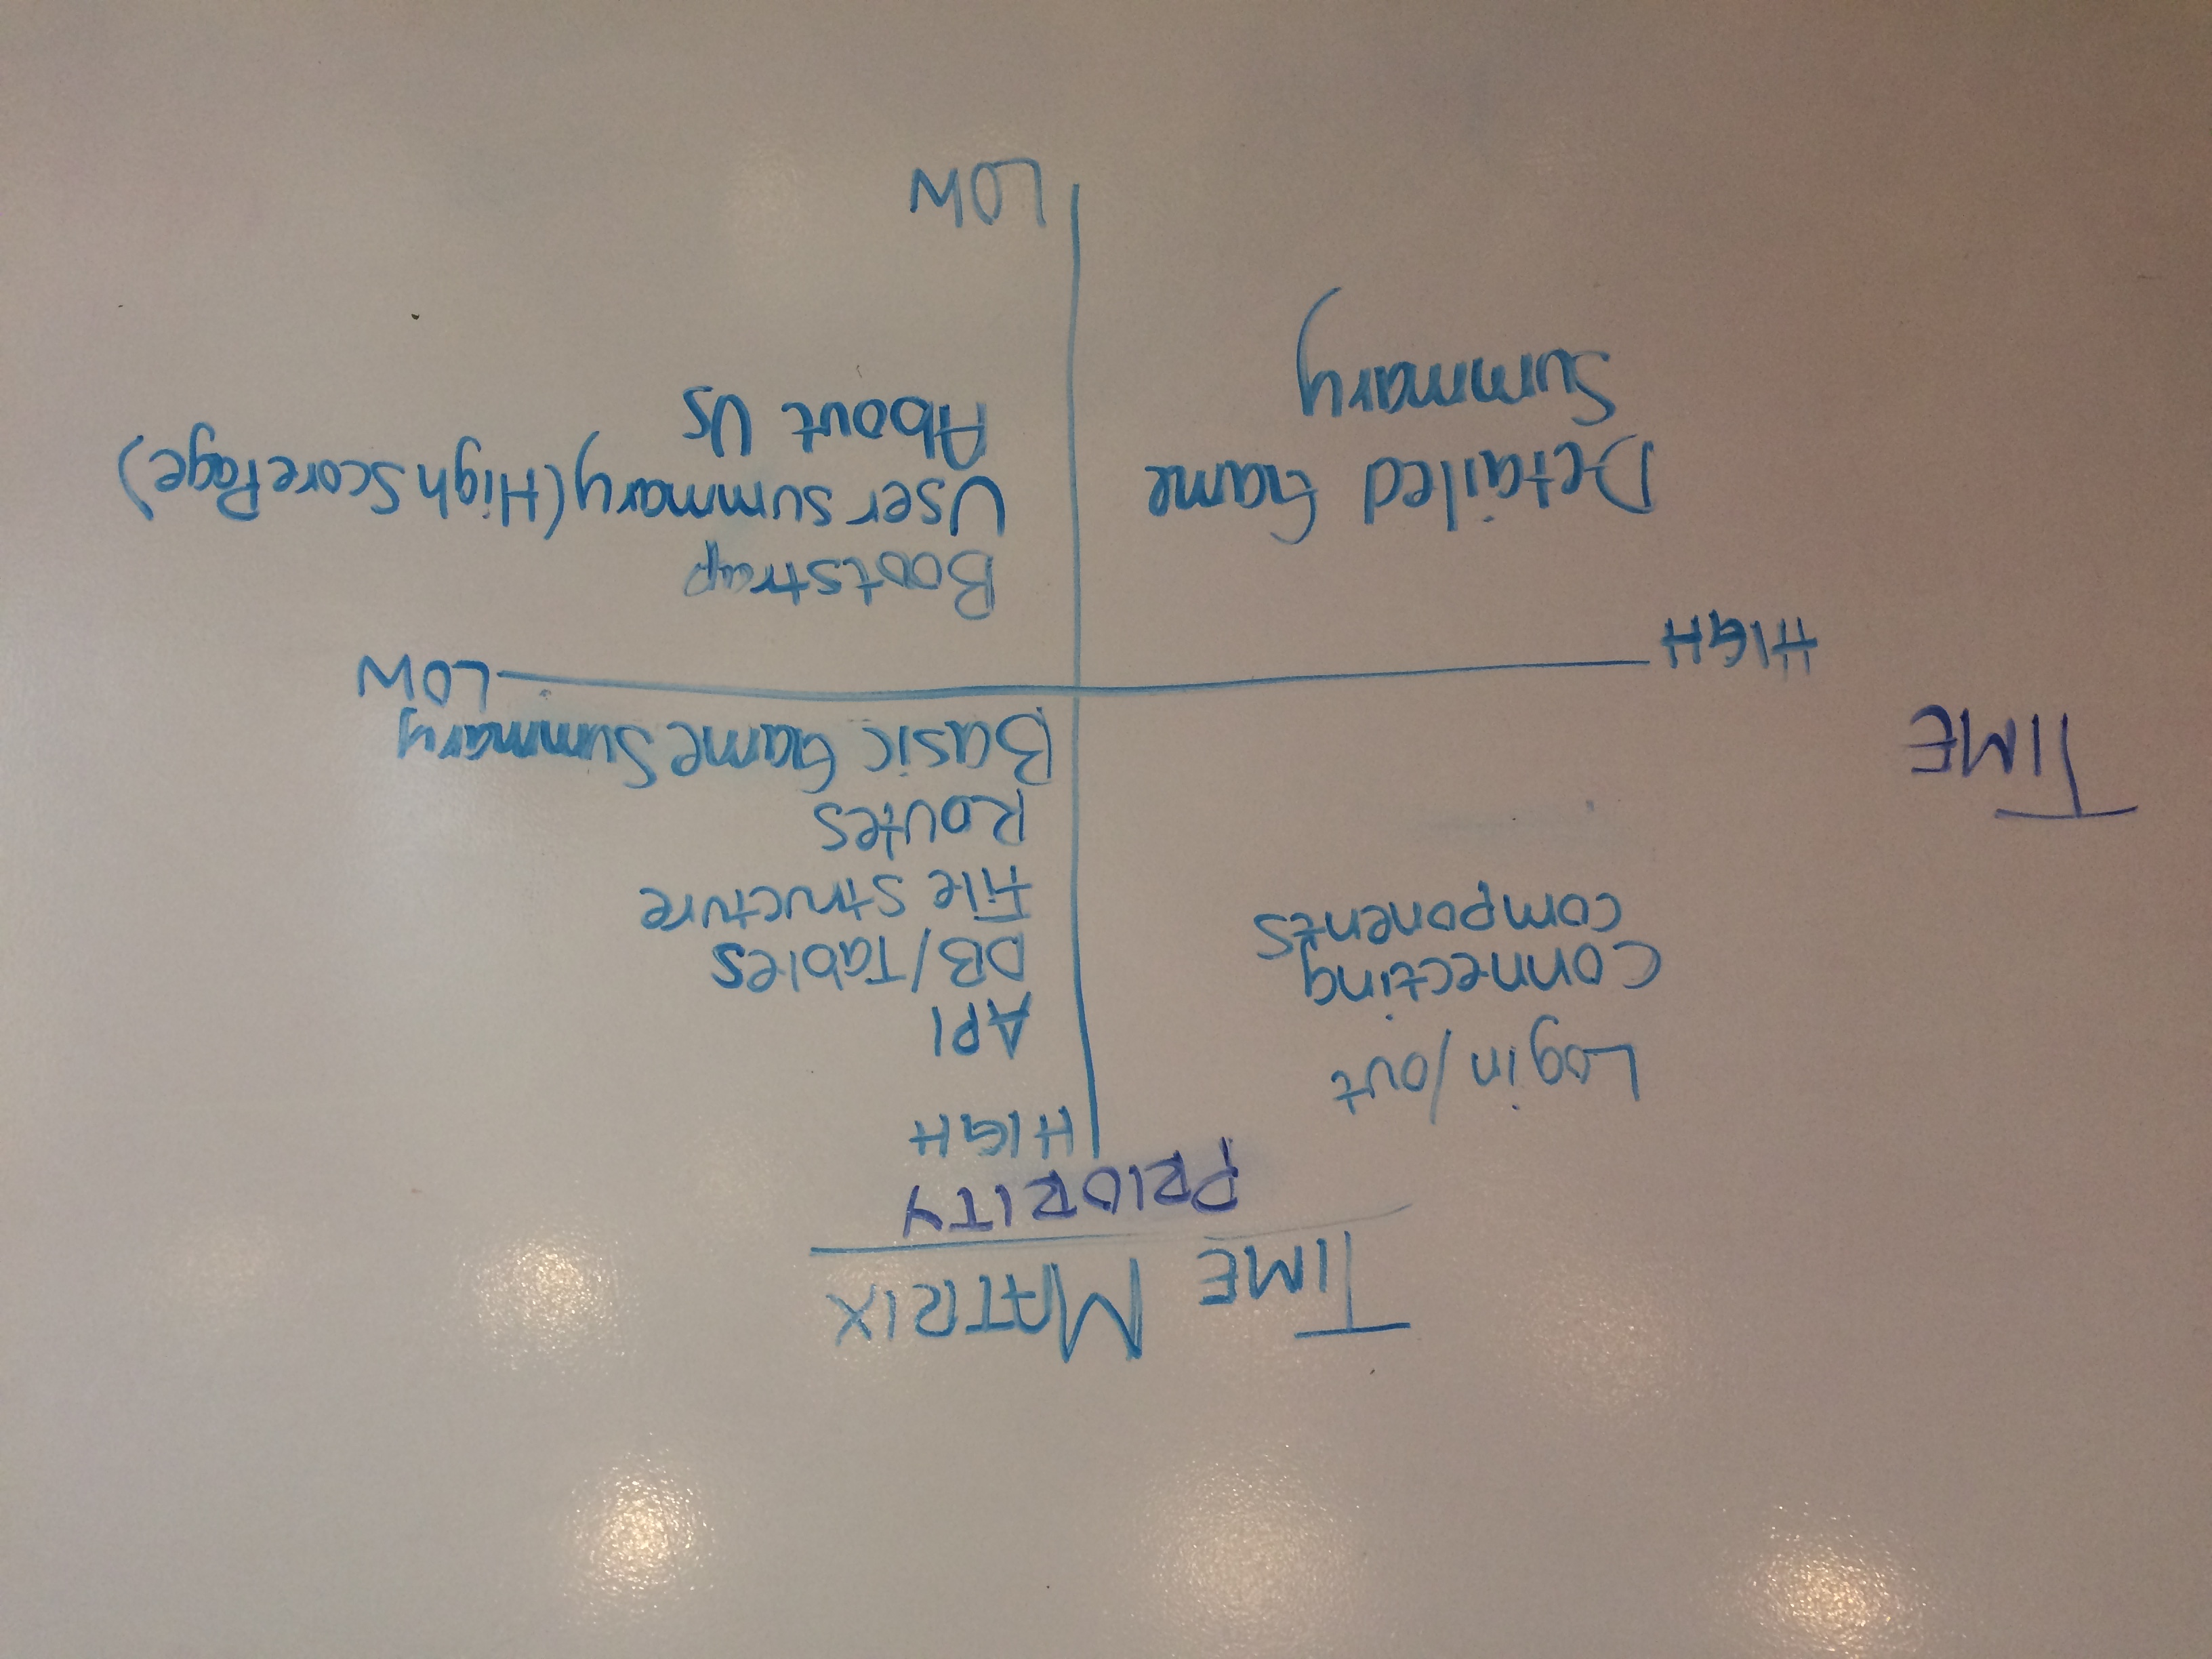 TIME MATRIX
PRIORITY
HIGH
Login/out
Connecting
components
API
DB/Tables
File structure
Routes
Basic Game Summary
TIME
HIGH
LOW
Detailed Game
Summary
Bootstrap
User summary (High Score Page)
About Us
LOW